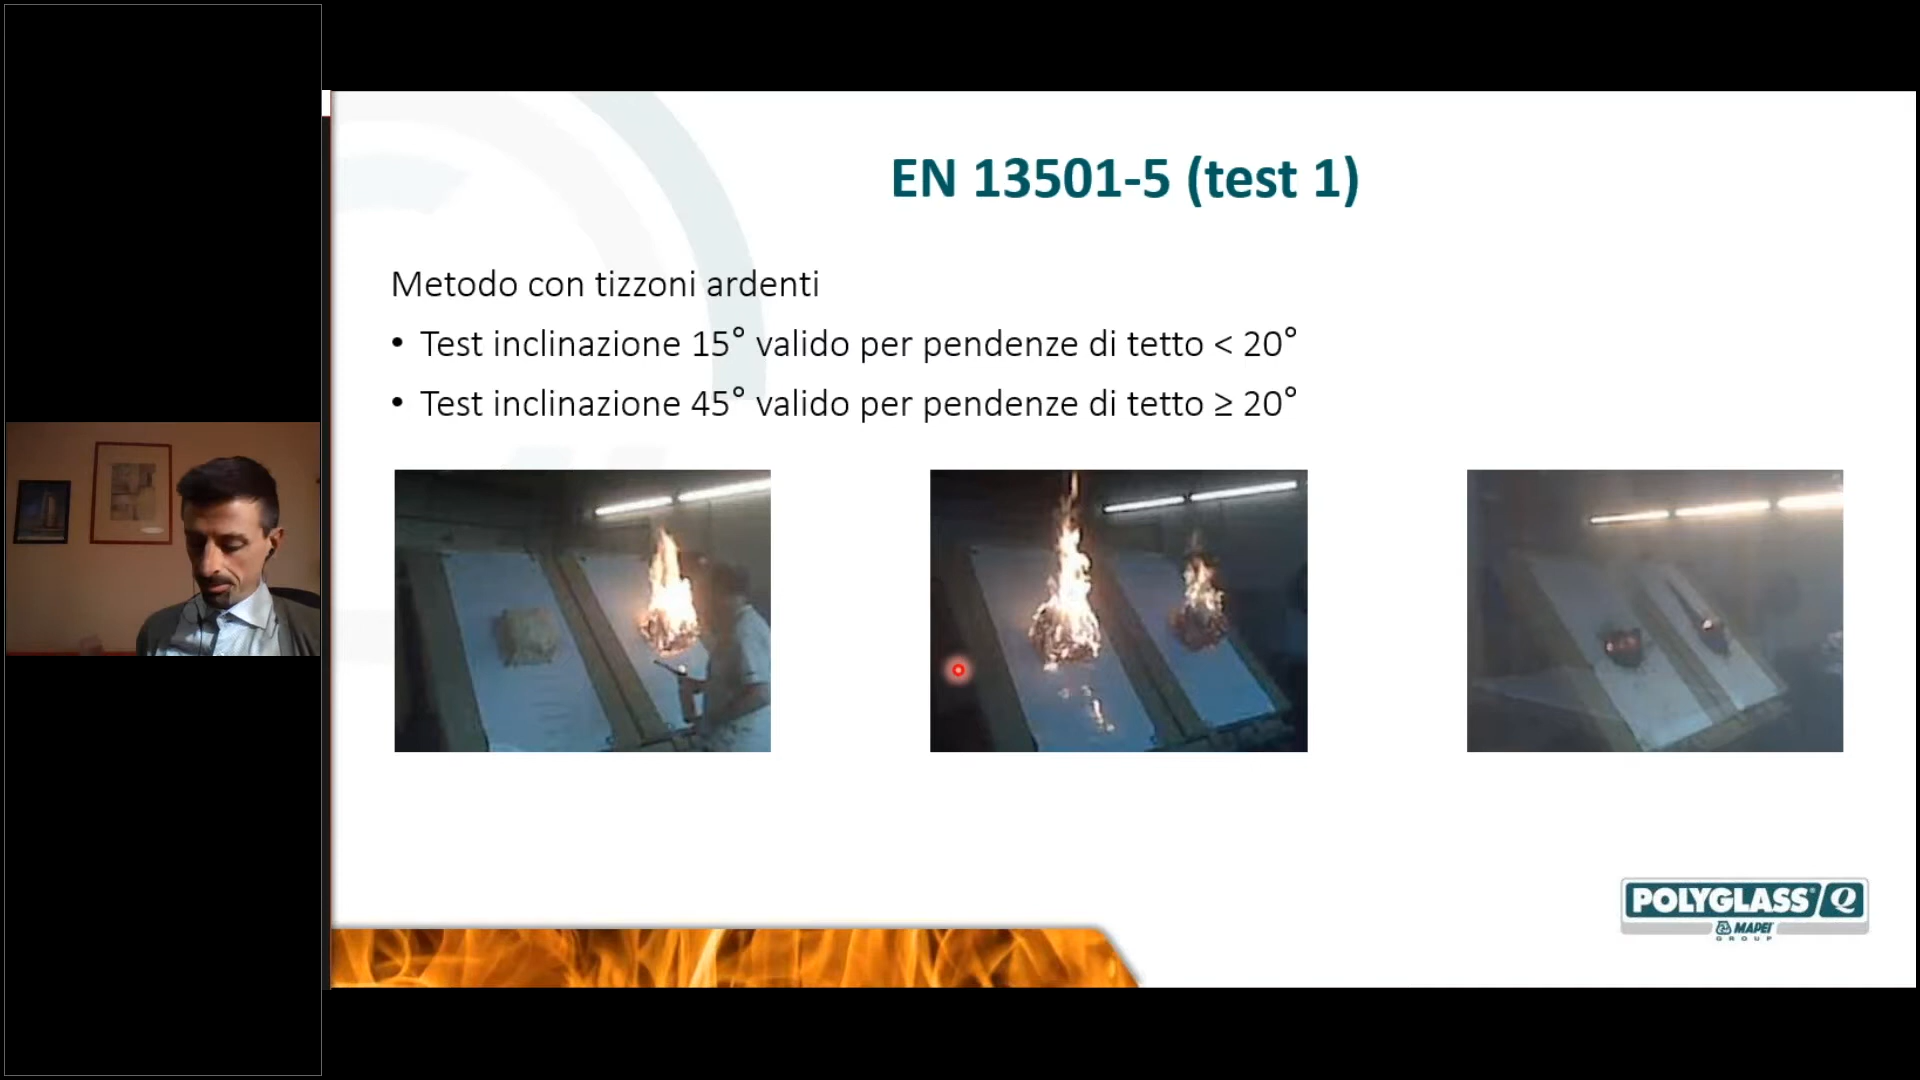 EN 13501-5 (test 1)
Metodo con tizzoni ardenti
• Test inclinazione 15° valido per pendenze di tetto < 20°
• Test inclinazione 45° valido per pendenze di tetto ≥ 20°
POLYGLASS® Q
MAPEI
GROUP